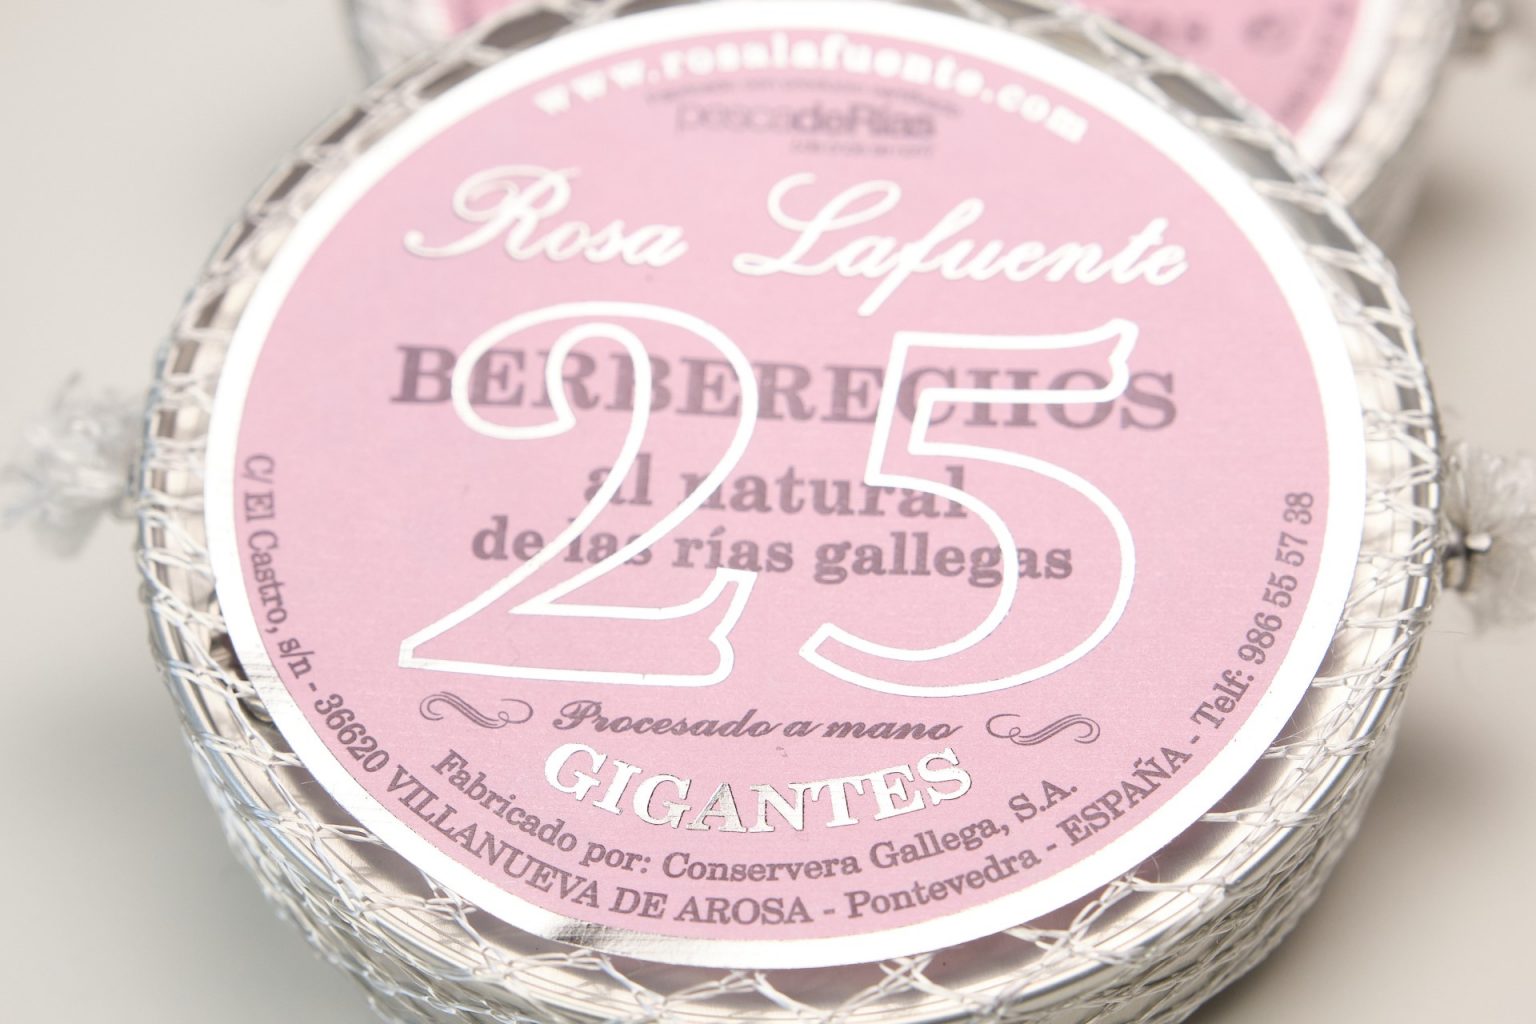 www.rosalafuente.com
pescadeRías
Rosa Lafuente
BERBERECHOS
25
al natural
de las rías gallegas
Procesado a mano
GIGANTES
Fabricado por: Conservera Gallega, S.A.
C/ El Castro, s/n - 36620 VILLANUEVA DE AROSA - Pontevedra - ESPAÑA - Telf: 986 55 57 38